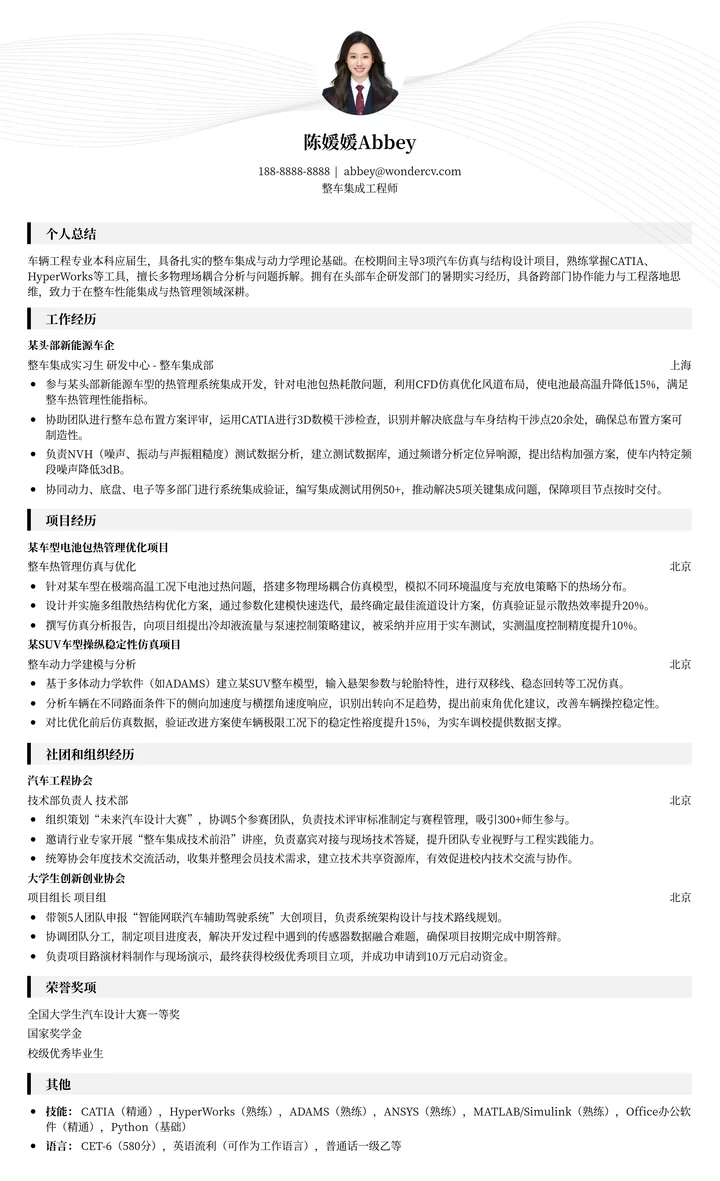 陈媛媛Abbey
188-8888-8888 | abbey@wondercv.com
整车集成工程师
个人总结
车辆工程专业本科应届生，具备扎实的整车集成与动力学理论基础。在校期间主导3项汽车仿真与结构设计项目，熟练掌握CATIA、
HyperWorks等工具，擅长多物理场耦合分析与问题拆解。拥有在头部车企研发部门的暑期实习经历，具备跨部门协作能力与工程落地思
维，致力于在整车性能集成与热管理领域深耕。
工作经历
某头部新能源车企
整车集成实习生 研发中心 - 整车集成部 上海
• 参与某头部新能源车型的热管理系统集成开发，针对电池包热耗散问题，利用CFD仿真优化风道布局，使电池最高温升降低15%，满足
整车热管理性能指标。
• 协助团队进行整车总布置方案评审，运用CATIA进行3D数模干涉检查，识别并解决底盘与车身结构干涉点20余处，确保总布置方案可
制造性。
• 负责NVH（噪声、振动与声振粗糙度）测试数据分析，建立测试数据库，通过频谱分析定位异响源，提出结构加强方案，使车内特定频
段噪声降低3dB。
• 协同动力、底盘、电子等多部门进行系统集成验证，编写集成测试用例50+，推动解决5项关键集成问题，保障项目节点按时交付。
项目经历
某车型电池包热管理优化项目
整车热管理仿真与优化 北京
• 针对某车型在极端高温工况下电池过热问题，搭建多物理场耦合仿真模型，模拟不同环境温度与充放电策略下的热场分布。
• 设计并实施多组散热结构优化方案，通过参数化建模快速迭代，最终确定最佳流道设计方案，仿真验证显示散热效率提升20%。
• 撰写仿真分析报告，向项目组提出冷却液流量与泵速控制策略建议，被采纳并应用于实车测试，实测温度控制精度提升10%。
某SUV车型操纵稳定性仿真项目
整车动力学建模与分析 北京
• 基于多体动力学软件（如ADAMS）建立某SUV整车模型，输入悬架参数与轮胎特性，进行双移线、稳态回转等工况仿真。
• 分析车辆在不同路面条件下的侧向加速度与横摆角速度响应，识别出转向不足趋势，提出前束角优化建议，改善车辆操控稳定性。
• 对比优化前后仿真数据，验证改进方案使车辆极限工况下的稳定性裕度提升15%，为实车调校提供数据支撑。
社团和组织经历
汽车工程协会
技术部负责人 技术部 北京
• 组织策划“未来汽车设计大赛”，协调5个参赛团队，负责技术评审标准制定与赛程管理，吸引300+师生参与。
• 邀请行业专家开展“整车集成技术前沿”讲座，负责嘉宾对接与现场技术答疑，提升团队专业视野与工程实践能力。
• 统筹协会年度技术交流活动，收集并整理会员技术需求，建立技术共享资源库，有效促进校内技术交流与协作。
大学生创新创业协会
项目组长 项目组 北京
• 带领5人团队申报“智能网联汽车辅助驾驶系统”大创项目，负责系统架构设计与技术路线规划。
• 协调团队分工，制定项目进度表，解决开发过程中遇到的传感器数据融合难题，确保项目按期完成中期答辩。
• 负责项目路演材料制作与现场演示，最终获得校级优秀项目立项，并成功申请到10万元启动资金。
荣誉奖项
全国大学生汽车设计大赛一等奖
国家奖学金
校级优秀毕业生
其他
• 技能： CATIA（精通），HyperWorks（熟练），ADAMS（熟练），ANSYS（熟练），MATLAB/Simulink（熟练），Office办公软
件（精通），Python（基础）
• 语言： CET-6（580分），英语流利（可作为工作语言），普通话一级乙等